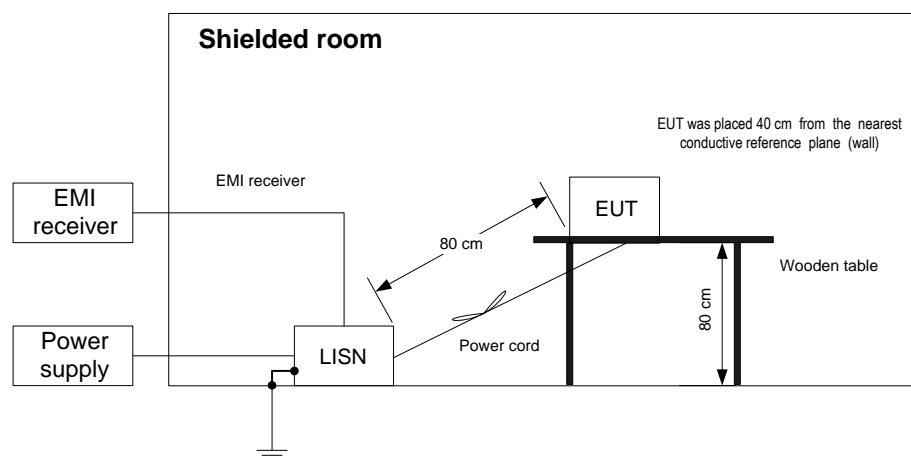 Shielded room
EUT was placed 40 cm from the nearest
conductive reference plane (wall)
EMI receiver
EMI
receiver
EUT
80 cm
Wooden table
80 cm
Power cord
Power
supply
LISN